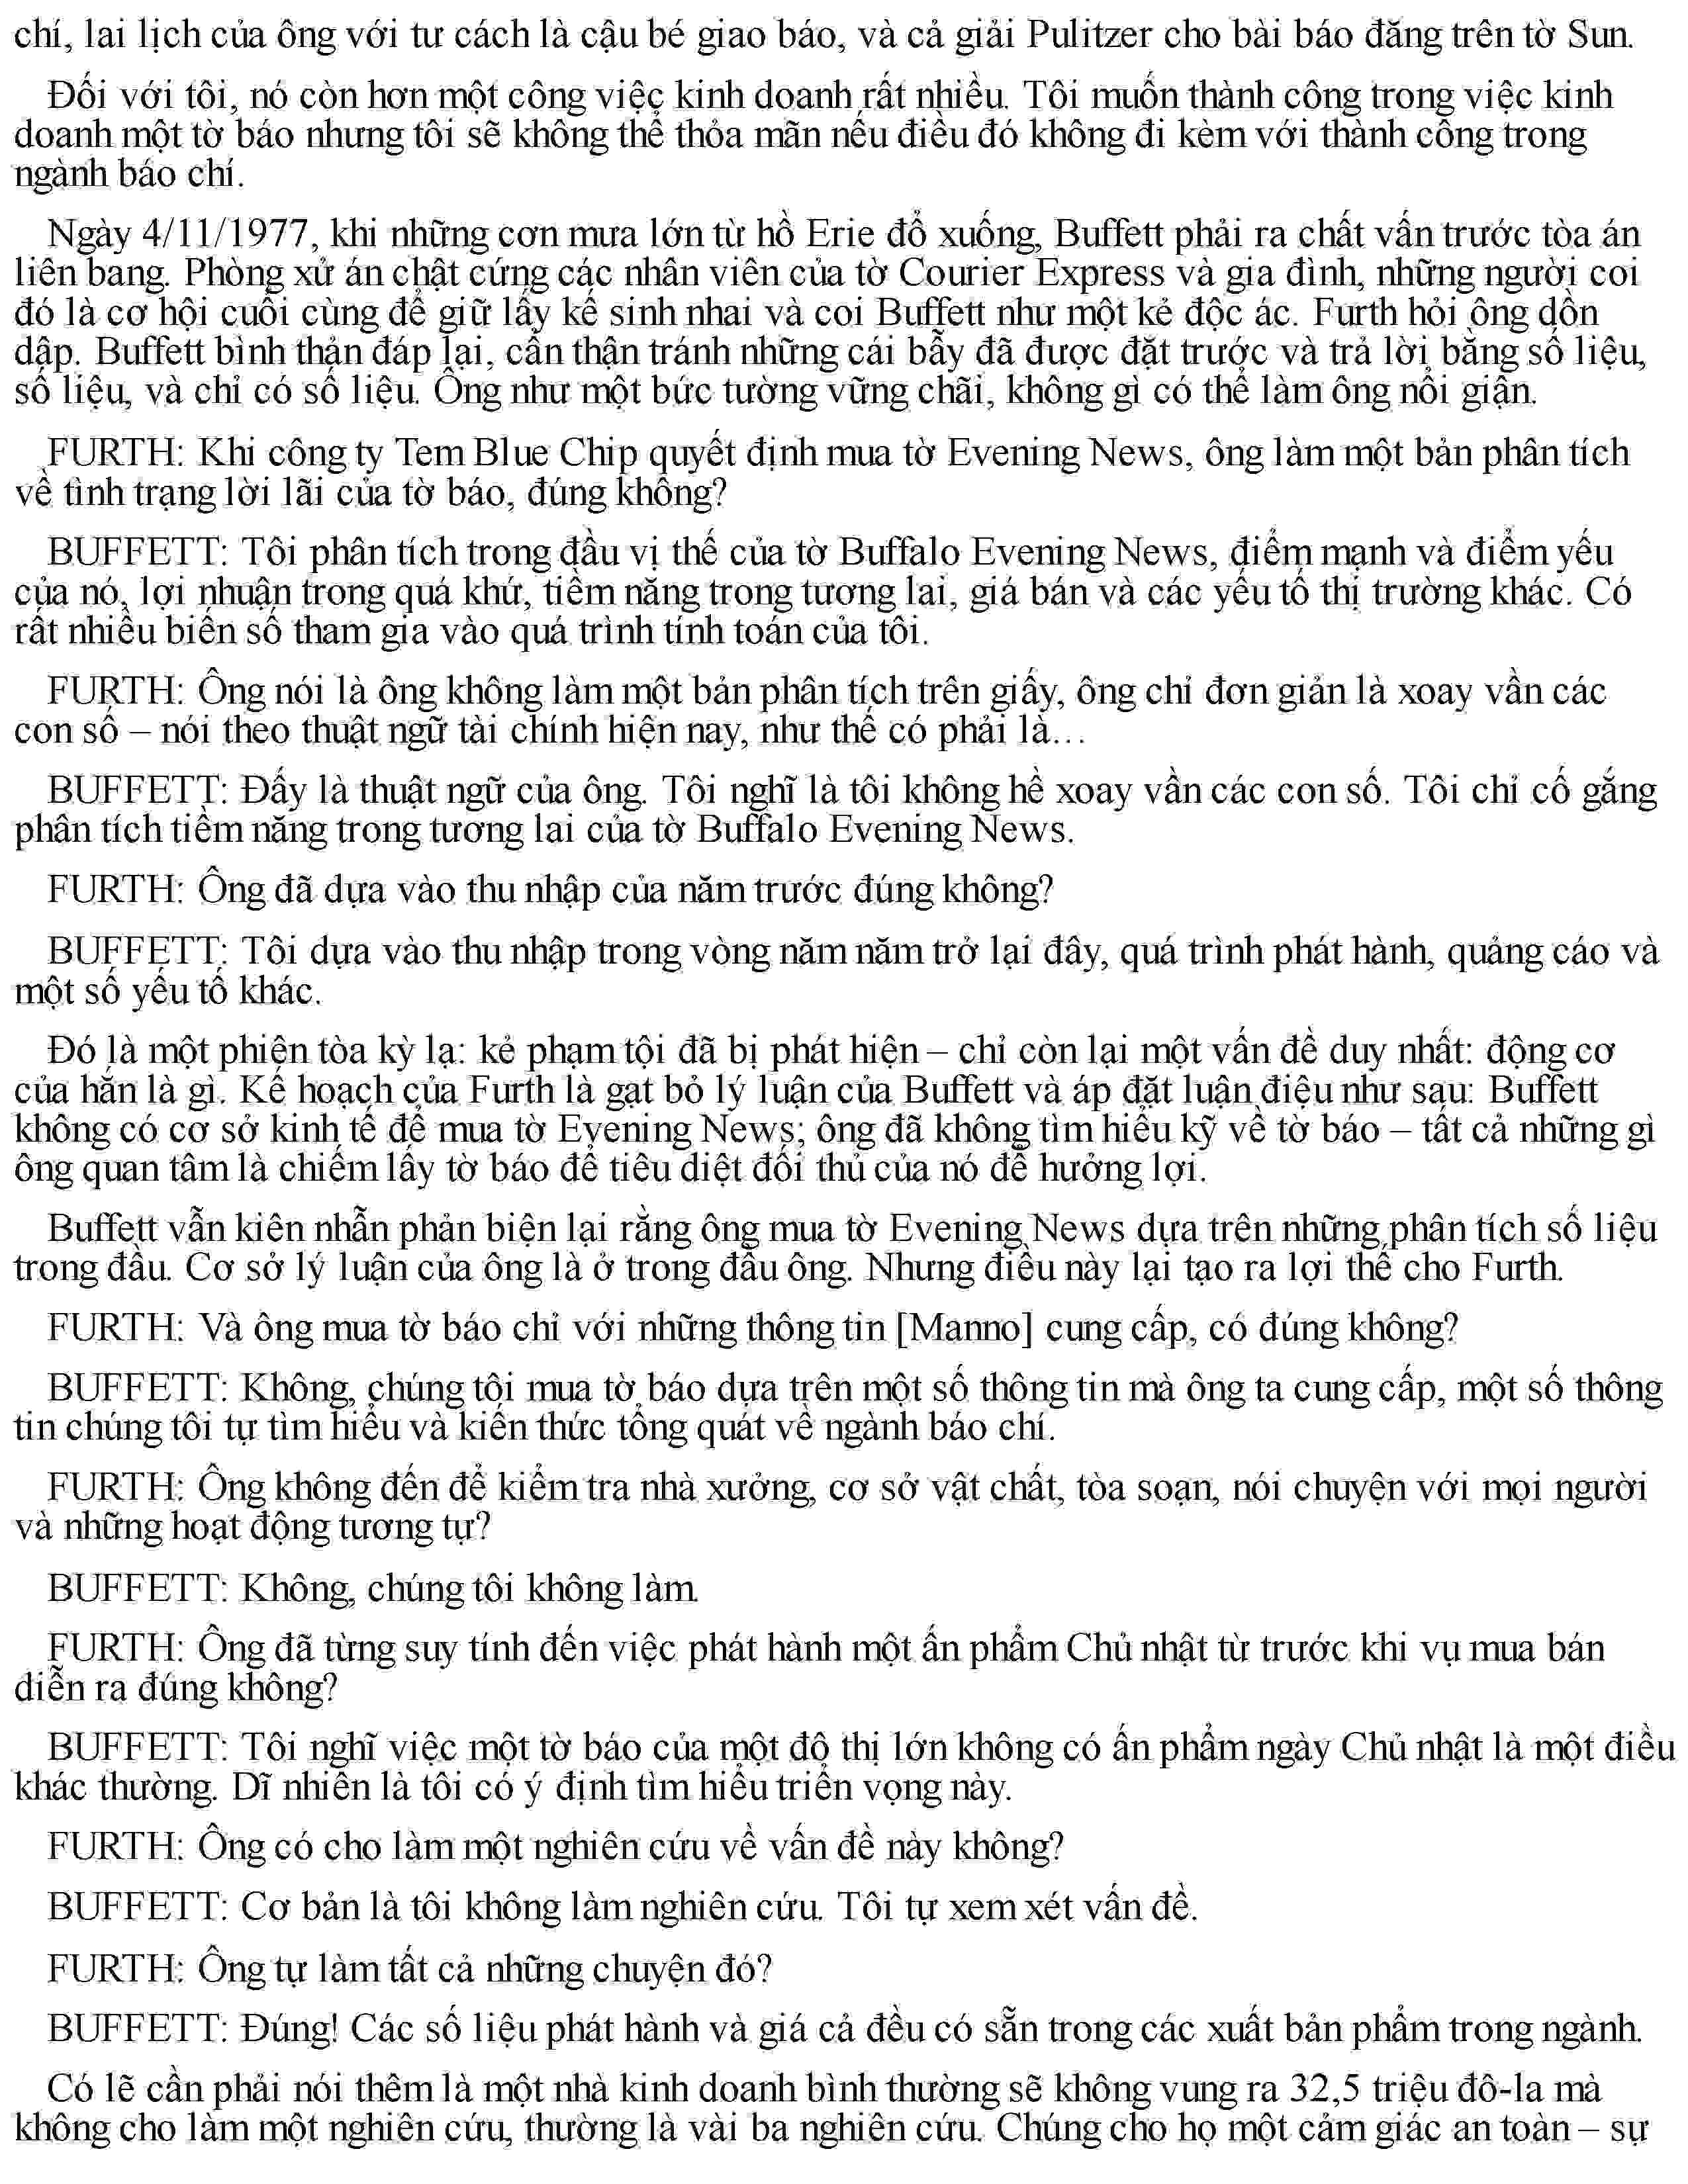 chí, lai lịch của ông với tư cách là cậu bé giao báo, và cả giải Pulitzer cho bài báo đăng trên tờ Sun.
Đối với tôi, nó còn hơn một công việc kinh doanh rất nhiều. Tôi muốn thành công trong việc kinh
doanh một tờ báo nhưng tôi sẽ không thể thỏa mãn nếu điều đó không đi kèm với thành công trong
ngành báo chí.
Ngày 4/11/1977, khi những cơn mưa lớn từ hồ Erie đổ xuống, Buffett phải ra chất vấn trước tòa án
liên bang. Phòng xử án chật cứng các nhân viên của tờ Courier Express và gia đình, những người coi
đó là cơ hội cuối cùng để giữ lấy kế sinh nhai và coi Buffett như một kẻ độc ác. Furth hỏi ông dồn
dập. Buffett bình thản đáp lại, cẩn thận tránh những cái bẫy đã được đặt trước và trả lời bằng số liệu,
số liệu, và chỉ có số liệu. Ông như một bức tường vững chãi, không gì có thể làm ông nổi giận.
FURTH: Khi công ty Tem Blue Chip quyết định mua tờ Evening News, ông làm một bản phân tích
về tình trạng lời lãi của tờ báo, đúng không?
BUFFETT: Tôi phân tích trong đầu vị thế của tờ Buffalo Evening News, điểm mạnh và điểm yếu
của nó, lợi nhuận trong quá khứ, tiềm năng trong tương lai, giá bán và các yếu tố thị trường khác. Có
rất nhiều biến số tham gia vào quá trình tính toán của tôi.
FURTH: Ông nói là ông không làm một bản phân tích trên giấy, ông chỉ đơn giản là xoay vần các
con số – nói theo thuật ngữ tài chính hiện nay, như thế có phải là…
BUFFETT: Đấy là thuật ngữ của ông. Tôi nghĩ là tôi không hề xoay vần các con số. Tôi chỉ cố gắng
phân tích tiềm năng trong tương lai của tờ Buffalo Evening News.
FURTH: Ông đã dựa vào thu nhập của năm trước đúng không?
BUFFETT: Tôi dựa vào thu nhập trong vòng năm năm trở lại đây, quá trình phát hành, quảng cáo và
một số yếu tố khác.
Đó là một phiên tòa kỳ lạ: kẻ phạm tội đã bị phát hiện – chỉ còn lại một vấn đề duy nhất: động cơ
của hắn là gì. Kế hoạch của Furth là gạt bỏ lý luận của Buffett và áp đặt luận điệu như sau: Buffett
không có cơ sở kinh tế để mua tờ Evening News; ông đã không tìm hiểu kỹ về tờ báo – tất cả những gì
ông quan tâm là chiếm lấy tờ báo để tiêu diệt đối thủ của nó để hưởng lợi.
Buffett vẫn kiên nhẫn phản biện lại rằng ông mua tờ Evening News dựa trên những phân tích số liệu
trong đầu. Cơ sở lý luận của ông là ở trong đầu ông. Nhưng điều này lại tạo ra lợi thế cho Furth.
FURTH: Và ông mua tờ báo chỉ với những thông tin [Manno] cung cấp, có đúng không?
BUFFETT: Không, chúng tôi mua tờ báo dựa trên một số thông tin mà ông ta cung cấp, một số thông
tin chúng tôi tự tìm hiểu và kiến thức tổng quát về ngành báo chí.
FURTH: Ông không đến để kiểm tra nhà xưởng, cơ sở vật chất, tòa soạn, nói chuyện với mọi người
và những hoạt động tương tự?
BUFFETT: Không, chúng tôi không làm.
FURTH: Ông đã từng suy tính đến việc phát hành một ấn phẩm Chủ nhật từ trước khi vụ mua bán
diễn ra đúng không?
BUFFETT: Tôi nghĩ việc một tờ báo của một đô thị lớn không có ấn phẩm ngày Chủ nhật là một điều
khác thường. Dĩ nhiên là tôi có ý định tìm hiểu triển vọng này.
FURTH: Ông có cho làm một nghiên cứu về vấn đề này không?
BUFFETT: Cơ bản là tôi không làm nghiên cứu. Tôi tự xem xét vấn đề.
FURTH: Ông tự làm tất cả những chuyện đó?
BUFFETT: Đúng! Các số liệu phát hành và giá cả đều có sẵn trong các xuất bản phẩm trong ngành.
Có lẽ cần phải nói thêm là một nhà kinh doanh bình thường sẽ không vung ra 32,5 triệu đô-la mà
không cho làm một nghiên cứu, thường là vài ba nghiên cứu. Chúng cho họ một cảm giác an toàn – sự